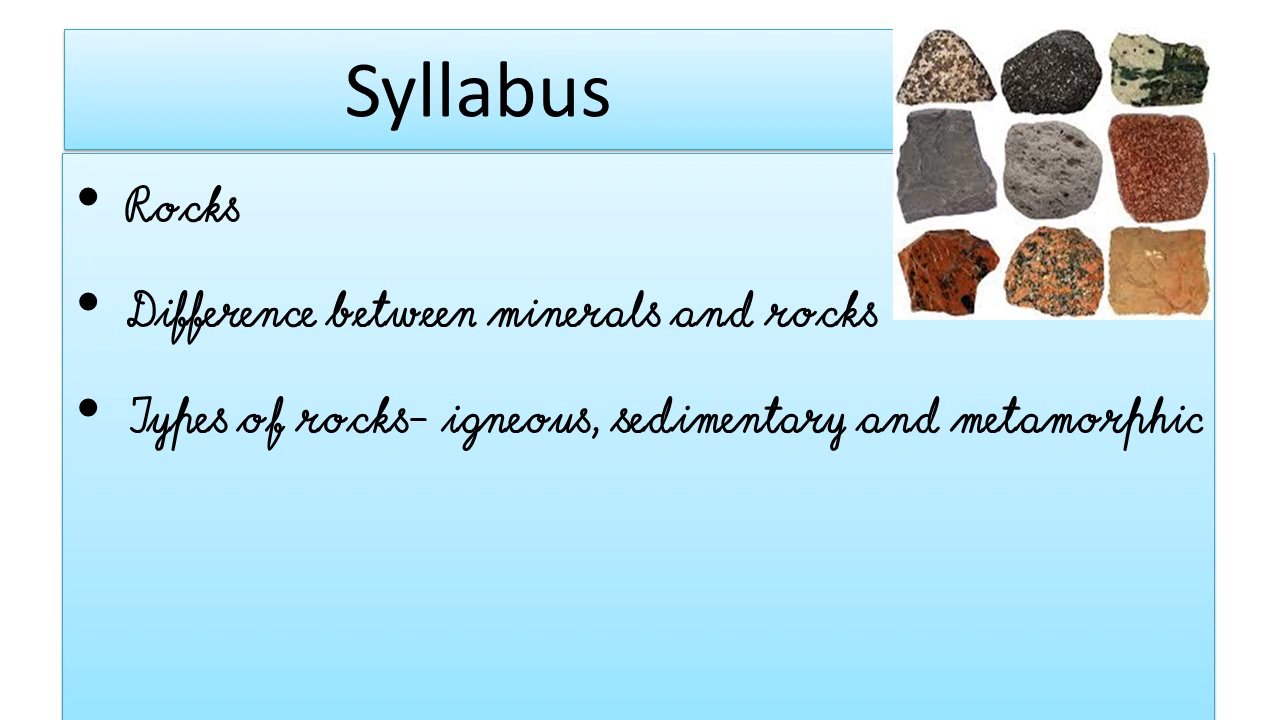 Syllabus
• Rocks
• Difference between minerals and rocks
• Types of rocks- igneous, sedimentary and metamorphic